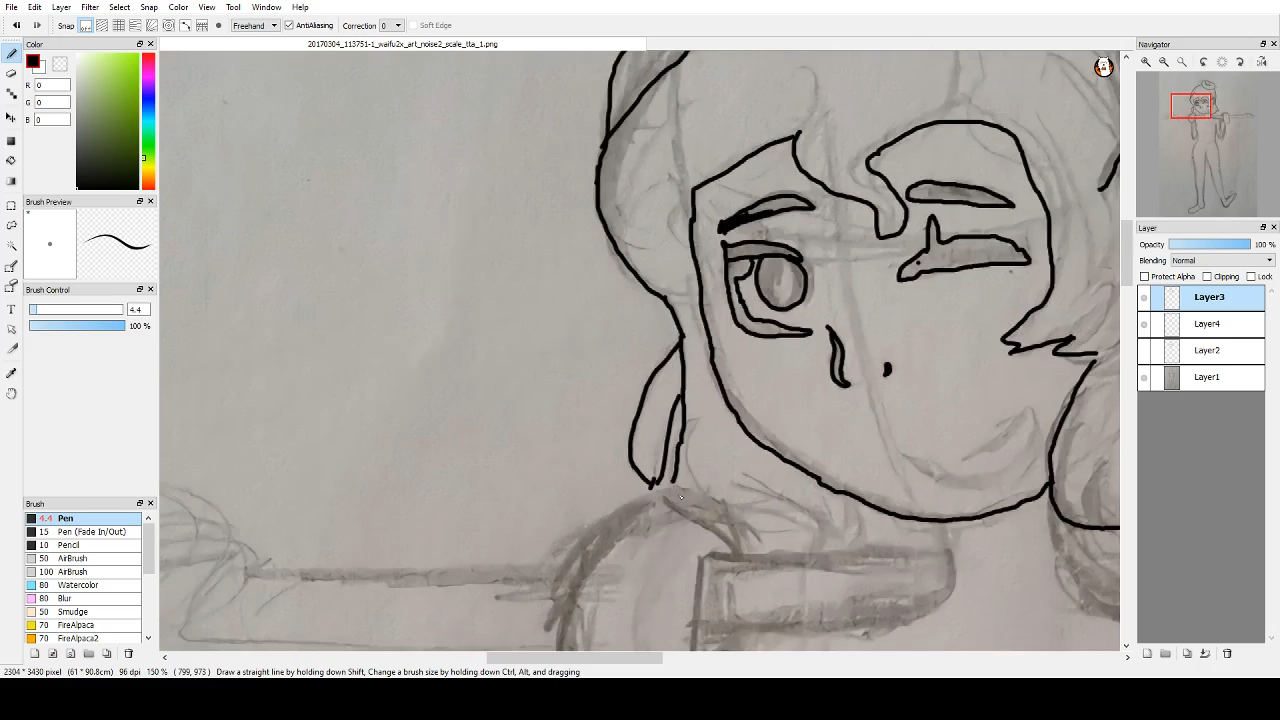 File Edit Layer Filter Select Snap Color View Tool Window Help
Snap OFF Freehand AntiAliasing Correction 0 Soft Edge
20170304_113751-1_waifu2x_art_noise2_scale_tta_1.png
Color
R 0
G 0
B 0
Brush Preview
*
Brush Control
4.4
100 %
Brush
4.4 Pen
15 Pen (Fade In/Out)
10 Pencil
50 AirBrush
100 AirBrush
80 Watercolor
80 Blur
50 Smudge
70 FireAlpaca
70 FireAlpaca2
Navigator
Layer
Opacity 100 %
Blending Normal
Protect Alpha Clipping Lock
Layer3
Layer4
Layer2
Layer1
2304 * 3430 pixel (61 * 90.8cm) 96 dpi 150 % ( 799, 973 ) Draw a straight line by holding down Shift, Change a brush size by holding down Ctrl, Alt, and dragging